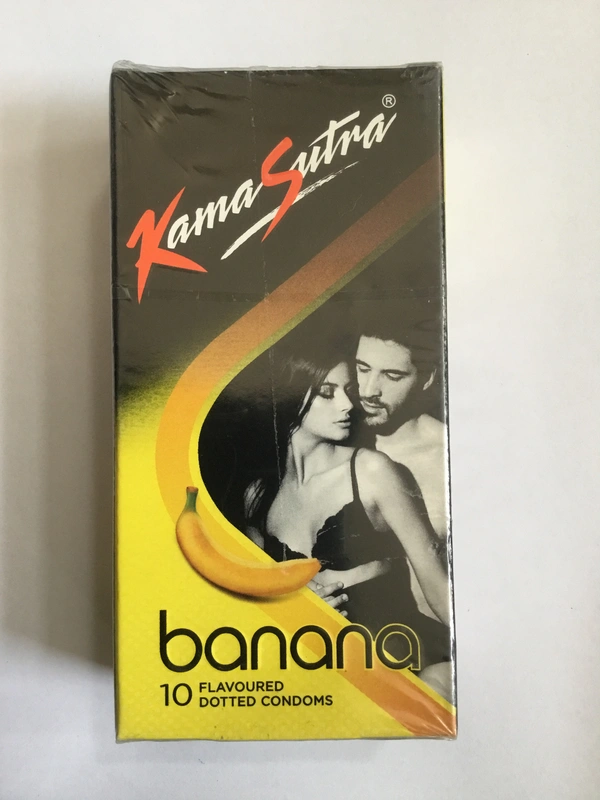 KamaSutra®
banana
10 FLAVOURED
DOTTED CONDOMS